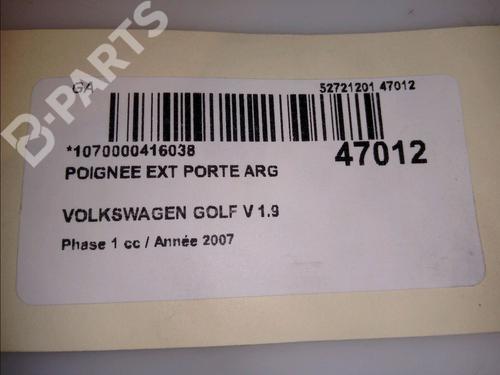 B-PARTS
GA 52721201 47012
*1070000416038 47012
POIGNEE EXT PORTE ARG
VOLKSWAGEN GOLF V 1.9
Phase 1 cc / Année 2007